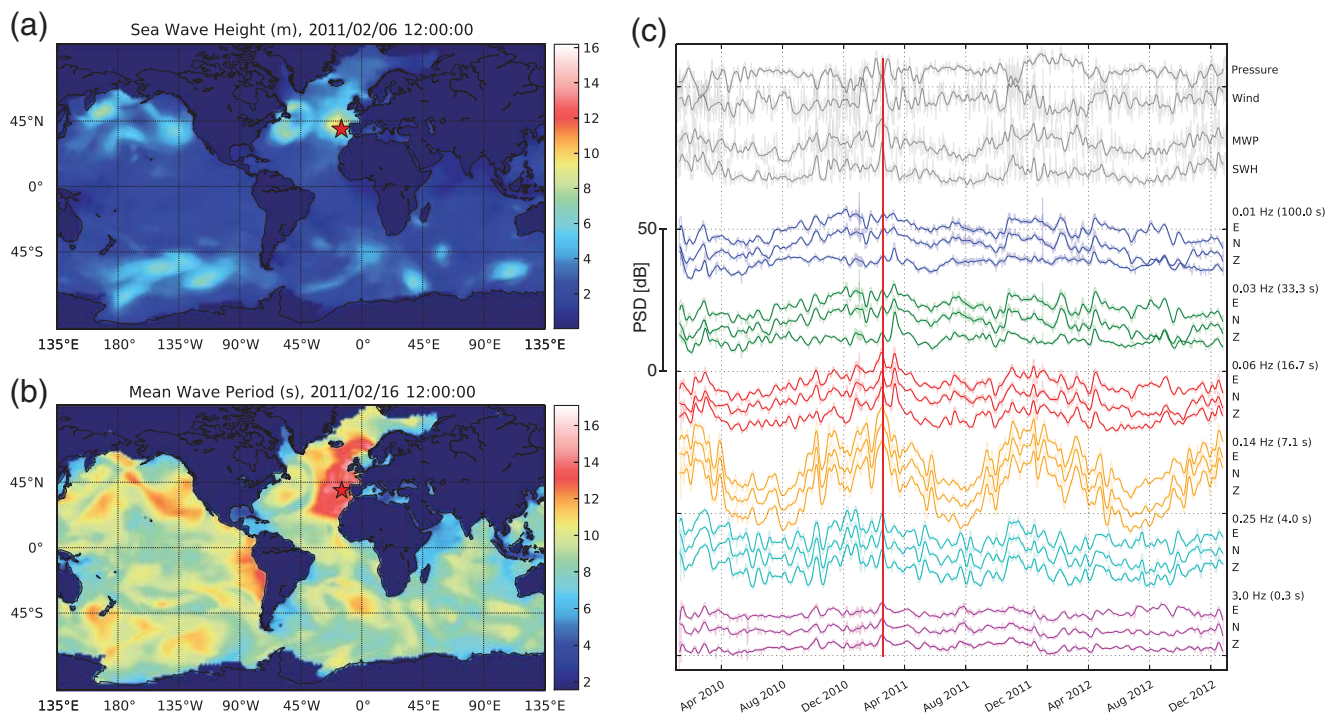 (a)
Sea Wave Height (m), 2011/02/06 12:00:00
16
14
12
10
8
6
4
2
45°N
0°
45°S
135°E 180° 90°W 45°W 0° 45°E 135°E
(b)
Mean Wave Period (s), 2011/02/16 12:00:00
16
14
12
10
8
6
4
2
45°N
0°
45°S
135°E 180° 90°W 45°W 0° 45°E 135°E
(c)
PSD [dB]
50
0
Pressure
Wind
MWP
SWH
0.01 Hz (100.0 s)
E
N
Z
0.03 Hz (33.3 s)
E
N
Z
0.06 Hz (16.7 s)
E
N
Z
0.14 Hz (7.1 s)
E
N
Z
0.25 Hz (4.0 s)
E
N
Z
3.0 Hz (0.3 s)
E
N
Z
Apr 2010 Aug 2010 Dec 2010 Apr 2011 Aug 2011 Dec 2011 Apr 2012 Aug 2012 Dec 2012